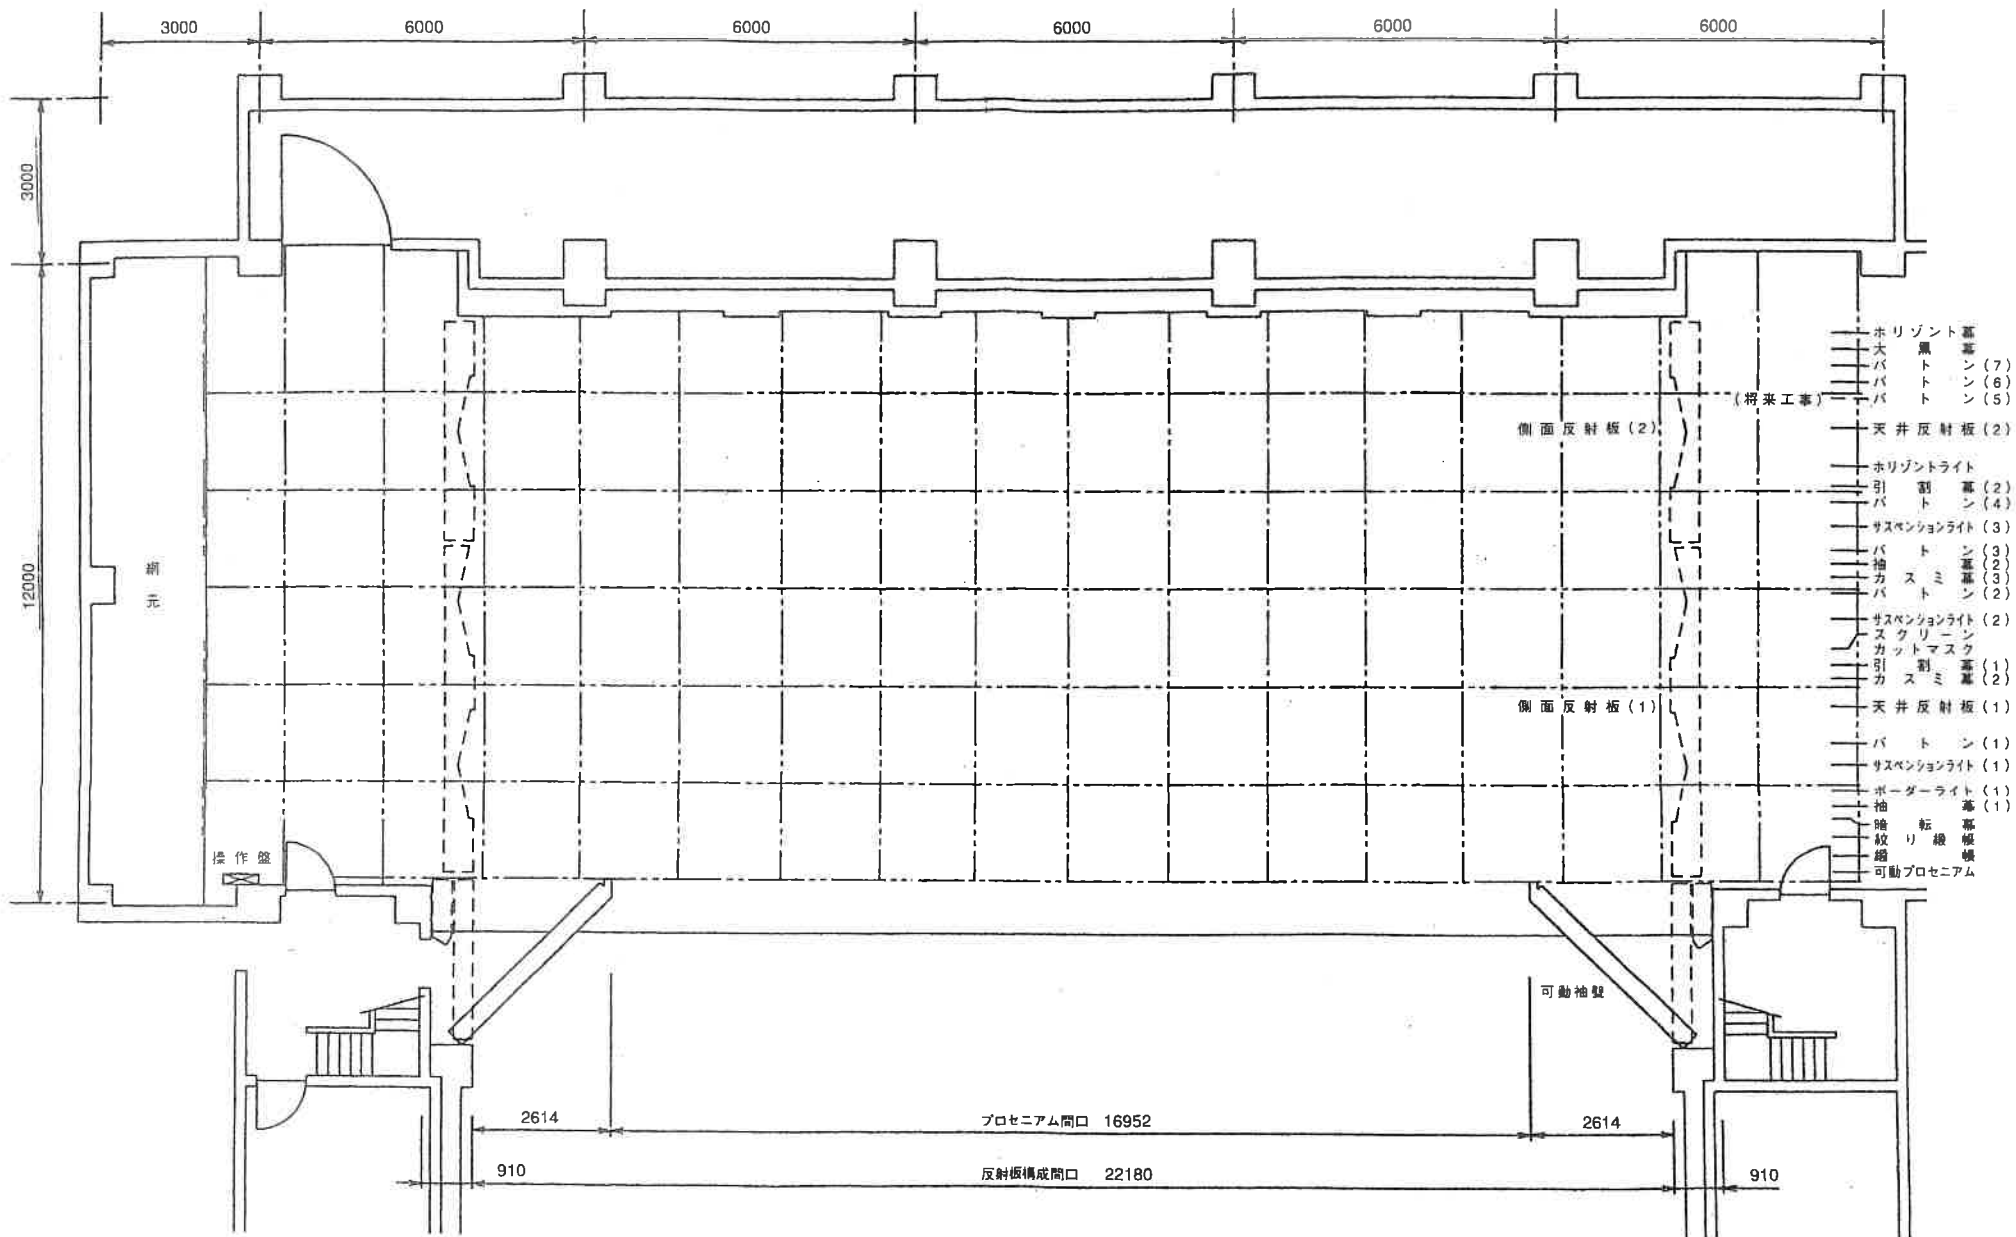 3000
6000
6000
6000
6000
6000
3000
12000
ホリゾント幕
大黒幕
バトン(7)
バトン(6)
(将来工事)
バトン(5)
側面反射板(2)
天井反射板(2)
ホリゾントライト
引割幕(2)
バトン(4)
サスペンションライト(3)
バトン(3)
袖幕(2)
カスミ幕(3)
バトン(2)
サスペンションライト(2)
スクリーン
カットマスク
引割幕(1)
カスミ幕(2)
側面反射板(1)
天井反射板(1)
バトン(1)
サスペンションライト(1)
ボーダーライト(1)
袖幕(1)
暗転幕
絞り緞帳
緞帳
可動プロセニアム
綱元
操作盤
可動袖壁
2614
プロセニアム間口 16952
2614
910
反射板構成間口 22180
910